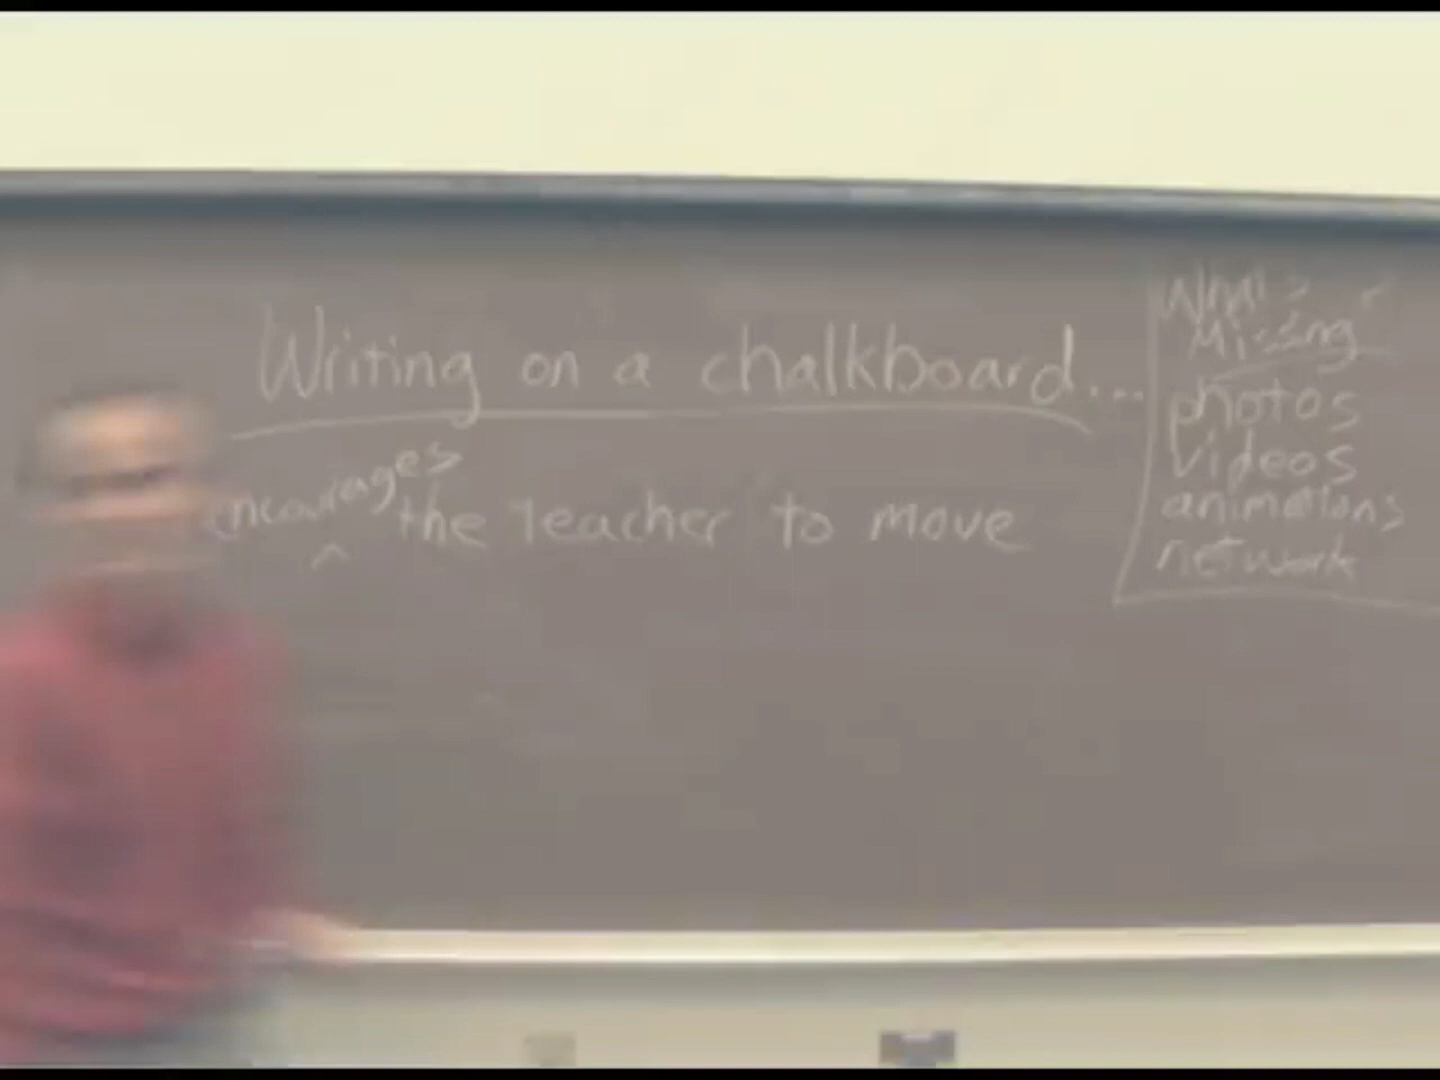 Writing on a chalkboard...
encourages
^ the teacher to move
What's
Missing
photos
videos
animations
network